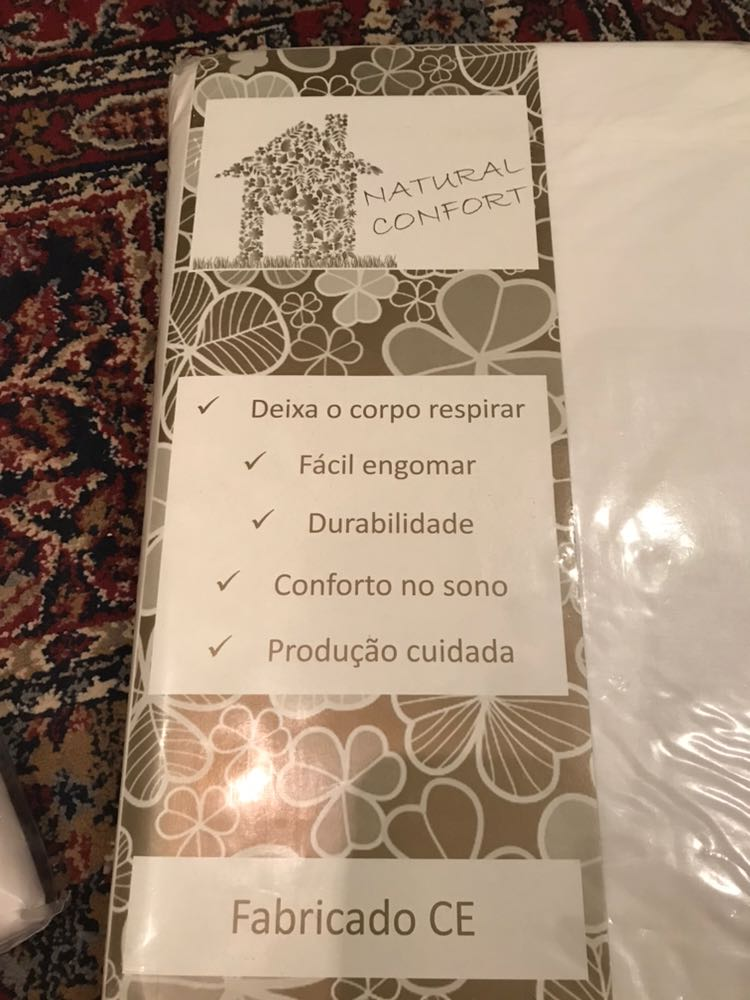 NATURAL
CONFORT
✓ Deixa o corpo respirar
✓ Fácil engomar
✓ Durabilidade
✓ Conforto no sono
✓ Produção cuidada
Fabricado CE